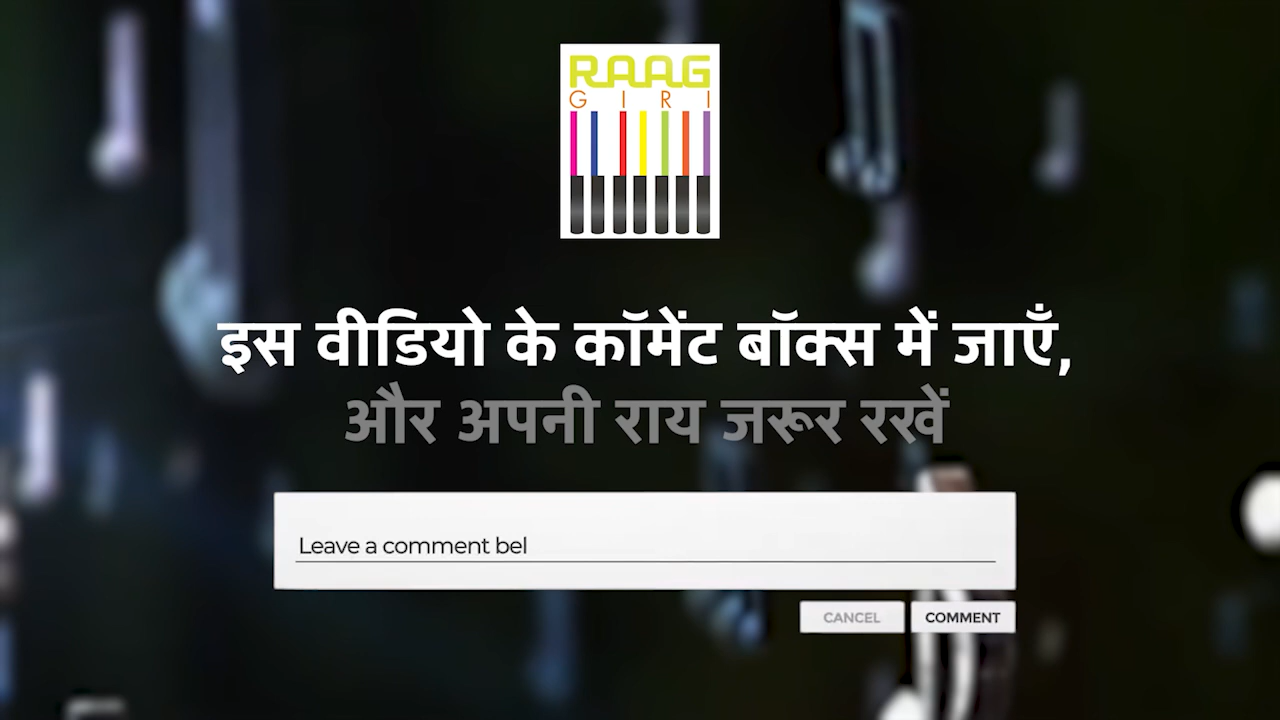 RAAG
GIRI
इस वीडियो के कॉमेंट बॉक्स में जाएँ,
और अपनी राय जरूर रखें
Leave a comment bel
CANCEL COMMENT